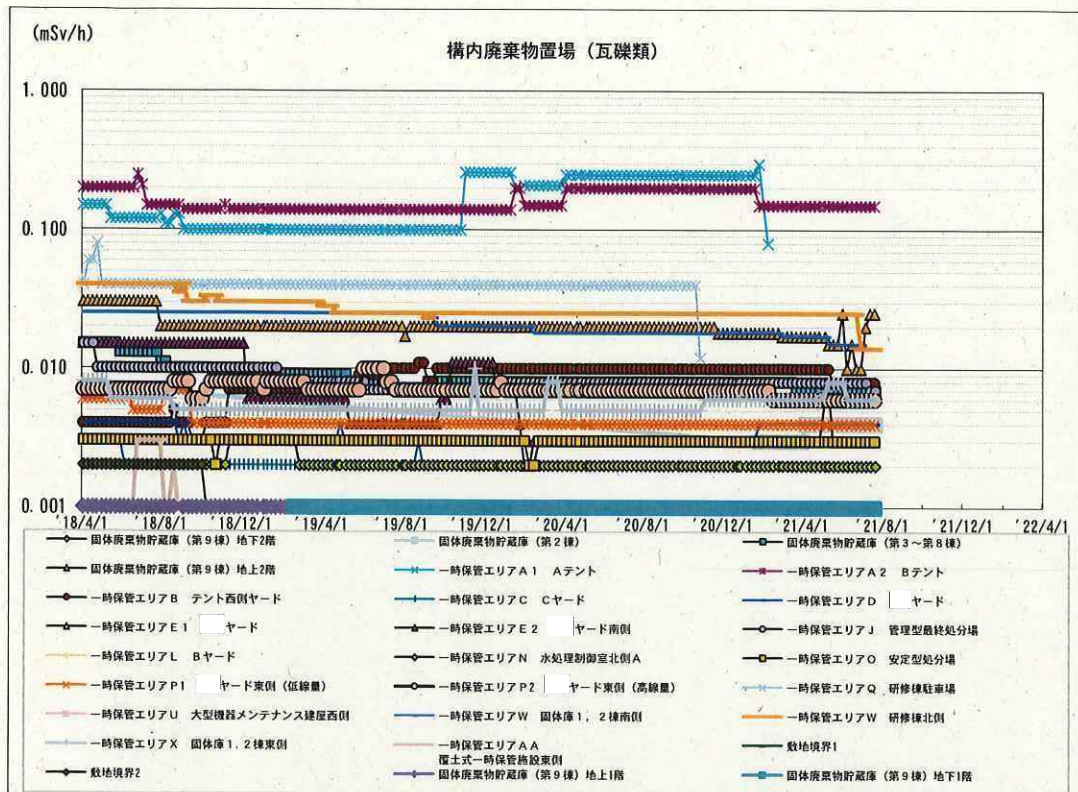 (mSv/h)
構内廃棄物置場（瓦礫類）
1.000
0.100
0.010
0.001
'18/4/1 '18/8/1 '18/12/1 '19/4/1 '19/8/1 '19/12/1 '20/4/1 '20/8/1 '20/12/1 '21/4/1 '21/8/1 '21/12/1 '22/4/1
固体廃棄物貯蔵庫（第9棟）地下2階 固体廃棄物貯蔵庫（第2棟） 固体廃棄物貯蔵庫（第3～第8棟）
固体廃棄物貯蔵庫（第9棟）地上2階 一時保管エリアA1 Aテント 一時保管エリアA2 Bテント
一時保管エリアB テント西側ヤード 一時保管エリアC Cヤード 一時保管エリアD ヤード
一時保管エリアE1 ヤード 一時保管エリアE2 ヤード南側 一時保管エリアJ 管理型最終処分場
一時保管エリアL Bヤード 一時保管エリアN 水処理制御室北側A 一時保管エリアO 安定型処分場
一時保管エリアP1 ヤード東側（低線量） 一時保管エリアP2 ヤード東側（高線量） 一時保管エリアQ 研修棟駐車場
一時保管エリアU 大型機器メンテナンス建屋西側 一時保管エリアW 固体庫1，2棟南側 一時保管エリアW 研修棟北側
一時保管エリアX 固体庫1，2棟東側 一時保管エリアAA 敷地境界1
覆土式一時保管施設東側
敷地境界2 固体廃棄物貯蔵庫（第9棟）地上1階 固体廃棄物貯蔵庫（第9棟）地下1階